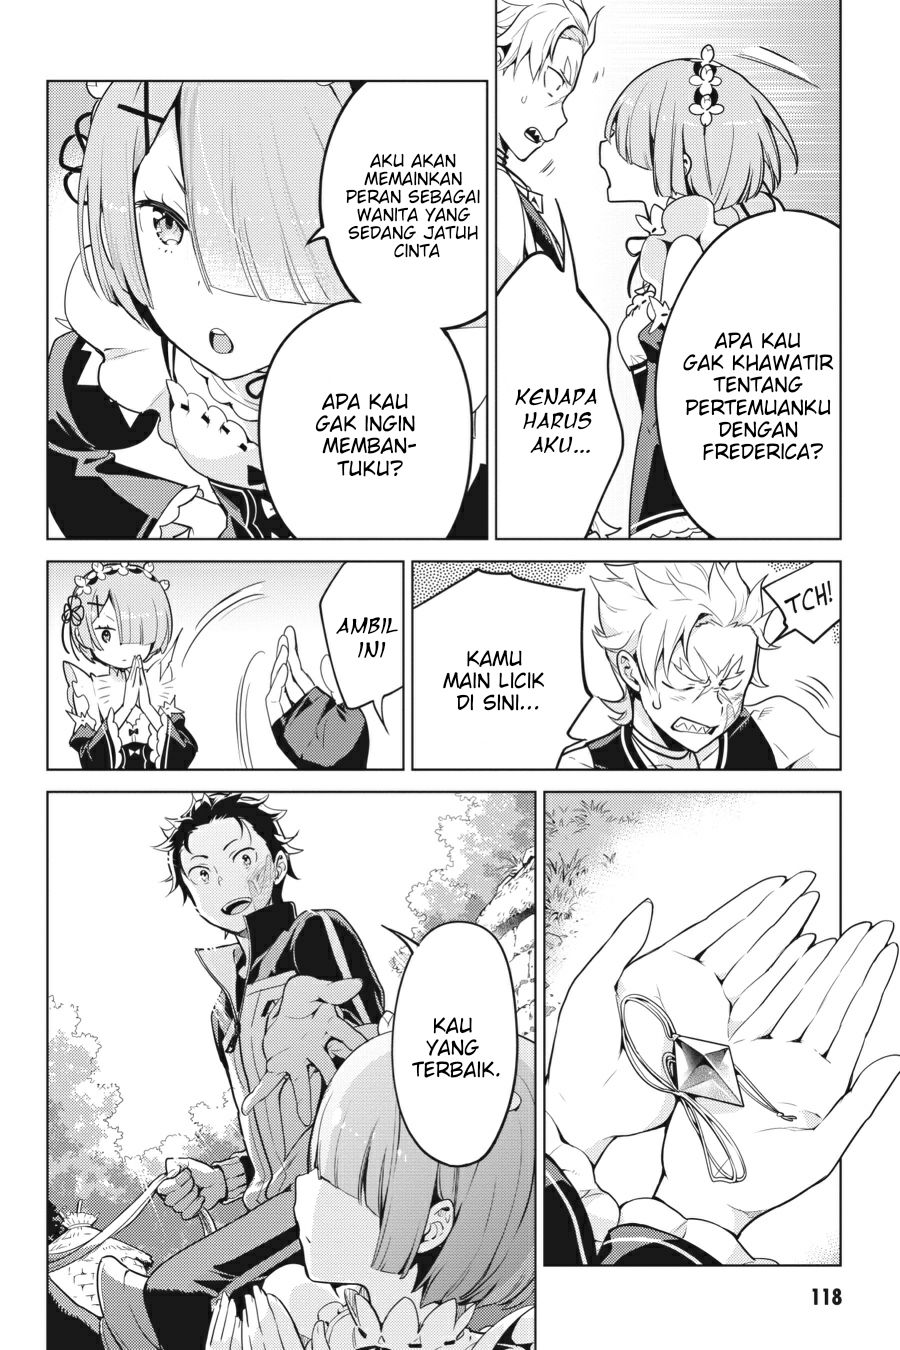 APA KAU
GAK KHAWATIR
TENTANG
PERTEMUANKU
DENGAN
FREDERICA?
KENAPA
HARUS
AKU...
AKU AKAN
MEMAINKAN
PERAN SEBAGAI
WANITA YANG
SEDANG JATUH
CINTA
APA KAU
GAK INGIN
MEMBAN-
TUKU?
TCH!
KAMU
MAIN LICIK
DI SINI...
AMBIL
INI
KAU
YANG
TERBAIK.
118